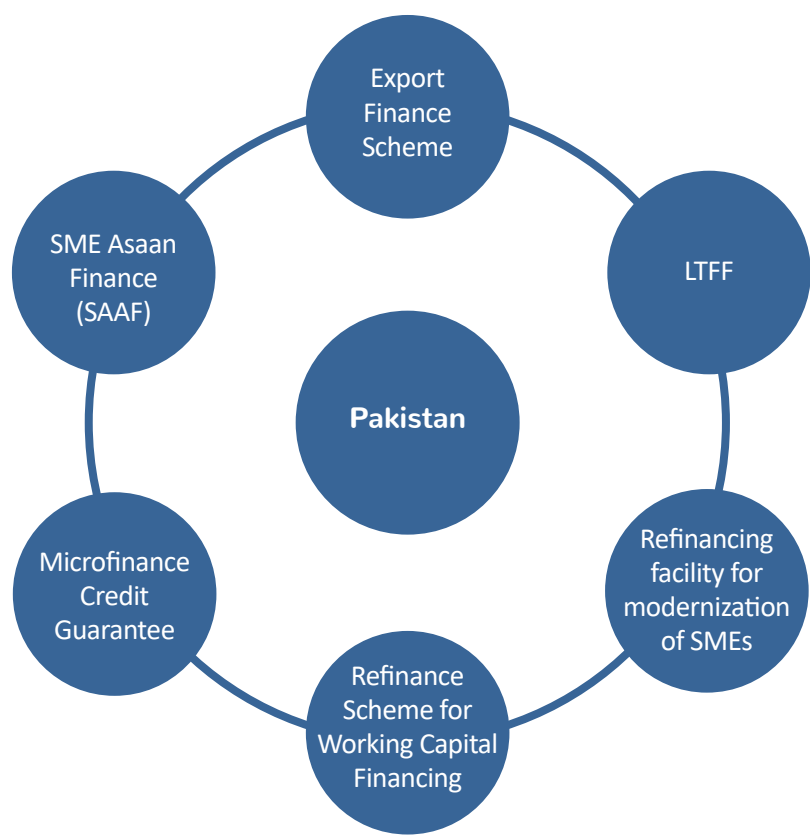 Export
Finance
Scheme
LTFF
Refinancing
facility for
modernization
of SMEs
Refinance
Scheme for
Working Capital
Financing
Microfinance
Credit
Guarantee
SME Asaan
Finance
(SAAF)
Pakistan